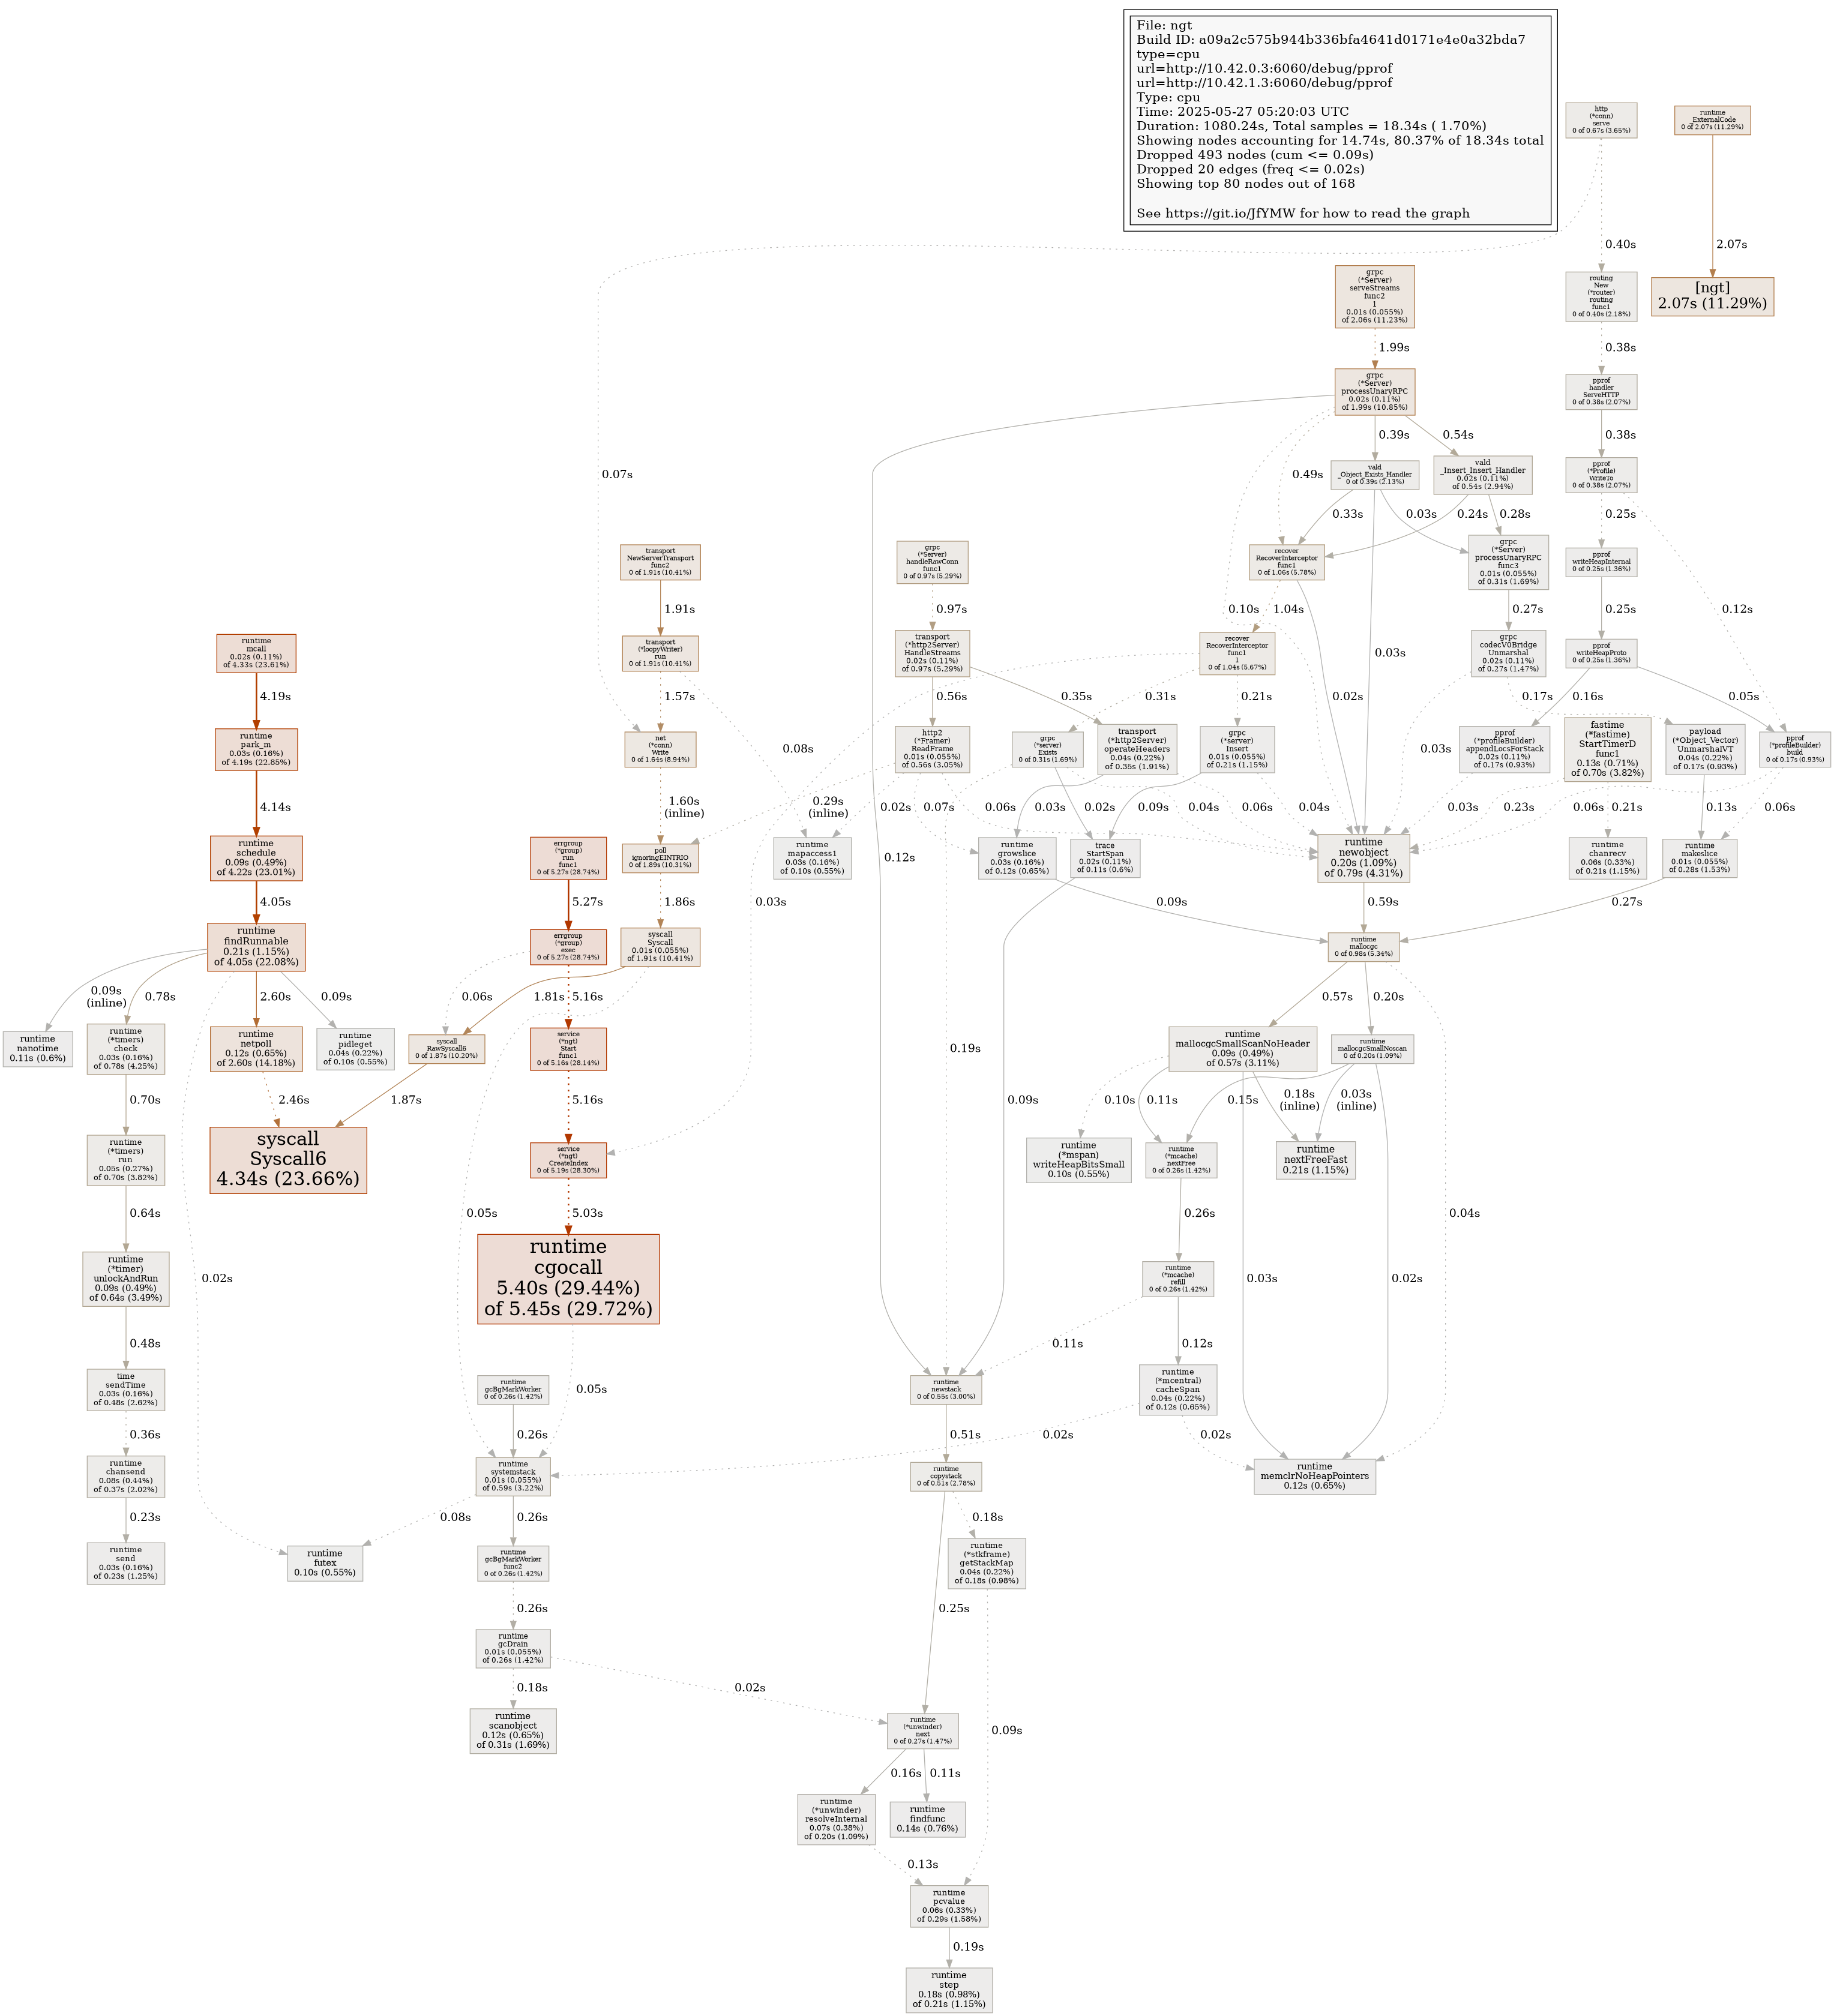 File: ngt
Build ID: a09a2c575b944b336bfa4641d0171e4e0a32bda7
type=cpu
url=http://10.42.0.3:6060/debug/pprof
url=http://10.42.1.3:6060/debug/pprof
Type: cpu
Time: 2025-05-27 05:20:03 UTC
Duration: 1080.24s, Total samples = 18.34s ( 1.70%)
Showing nodes accounting for 14.74s, 80.37% of 18.34s total
Dropped 493 nodes (cum <= 0.09s)
Dropped 20 edges (freq <= 0.02s)
Showing top 80 nodes out of 168
See https://git.io/JfYMW for how to read the graph
http
(*conn)
serve
0 of 0.67s (3.65%)
runtime
_ExternalCode
0 of 2.07s (11.29%)
0.40s
2.07s
0.07s
grpc
(*Server)
serveStreams
func2
1
0.01s (0.055%)
of 2.06s (11.23%)
routing
New
(*router)
routing
func1
0 of 0.40s (2.18%)
[ngt]
2.07s (11.29%)
1.99s
0.38s
grpc
(*Server)
processUnaryRPC
0.02s (0.11%)
of 1.99s (10.85%)
pprof
handler
ServeHTTP
0 of 0.38s (2.07%)
0.12s
0.10s
0.49s
0.39s
0.54s
0.38s
vald
_Object_Exists_Handler
0 of 0.39s (2.13%)
vald
_Insert_Insert_Handler
0.02s (0.11%)
of 0.54s (2.94%)
pprof
(*Profile)
WriteTo
0 of 0.38s (2.07%)
0.33s
0.03s
0.03s
0.24s
0.28s
0.25s
0.12s
transport
NewServerTransport
func2
0 of 1.91s (10.41%)
grpc
(*Server)
handleRawConn
func1
0 of 0.97s (5.29%)
recover
RecoverInterceptor
func1
0 of 1.06s (5.78%)
grpc
(*Server)
processUnaryRPC
func3
0.01s (0.055%)
of 0.31s (1.69%)
pprof
writeHeapInternal
0 of 0.25s (1.36%)
1.91s
0.97s
1.04s
0.02s
0.27s
0.25s
runtime
mcall
0.02s (0.11%)
of 4.33s (23.61%)
transport
(*loopyWriter)
run
0 of 1.91s (10.41%)
transport
(*http2Server)
HandleStreams
0.02s (0.11%)
of 0.97s (5.29%)
recover
RecoverInterceptor
func1
1
0 of 1.04s (5.67%)
grpc
codecV0Bridge
Unmarshal
0.02s (0.11%)
of 0.27s (1.47%)
pprof
writeHeapProto
0 of 0.25s (1.36%)
4.19s
1.57s
0.08s
0.56s
0.35s
0.03s
0.31s
0.21s
0.03s
0.17s
0.16s
0.05s
runtime
park_m
0.03s (0.16%)
of 4.19s (22.85%)
net
(*conn)
Write
0 of 1.64s (8.94%)
http2
(*Framer)
ReadFrame
0.01s (0.055%)
of 0.56s (3.05%)
grpc
(*server)
Exists
0 of 0.31s (1.69%)
transport
(*http2Server)
operateHeaders
0.04s (0.22%)
of 0.35s (1.91%)
grpc
(*server)
Insert
0.01s (0.055%)
of 0.21s (1.15%)
pprof
(*profileBuilder)
appendLocsForStack
0.02s (0.11%)
of 0.17s (0.93%)
fastime
(*fastime)
StartTimerD
func1
0.13s (0.71%)
of 0.70s (3.82%)
payload
(*Object_Vector)
UnmarshalVT
0.04s (0.22%)
of 0.17s (0.93%)
pprof
(*profileBuilder)
build
0 of 0.17s (0.93%)
4.14s
1.60s
(inline)
0.29s
(inline)
0.02s
0.07s
0.19s
0.06s
0.03s
0.02s
0.09s
0.04s
0.06s
0.04s
0.03s
0.23s
0.21s
0.06s
0.13s
0.06s
runtime
schedule
0.09s (0.49%)
of 4.22s (23.01%)
errgroup
(*group)
run
func1
0 of 5.27s (28.74%)
poll
ignoringEINTRIO
0 of 1.89s (10.31%)
runtime
mapaccess1
0.03s (0.16%)
of 0.10s (0.55%)
runtime
growslice
0.03s (0.16%)
of 0.12s (0.65%)
trace
StartSpan
0.02s (0.11%)
of 0.11s (0.6%)
runtime
newobject
0.20s (1.09%)
of 0.79s (4.31%)
runtime
chanrecv
0.06s (0.33%)
of 0.21s (1.15%)
runtime
makeslice
0.01s (0.055%)
of 0.28s (1.53%)
4.05s
5.27s
1.86s
0.09s
0.09s
0.59s
0.27s
runtime
findRunnable
0.21s (1.15%)
of 4.05s (22.08%)
errgroup
(*group)
exec
0 of 5.27s (28.74%)
syscall
Syscall
0.01s (0.055%)
of 1.91s (10.41%)
runtime
mallocgc
0 of 0.98s (5.34%)
0.09s
(inline)
0.78s
2.60s
0.09s
0.02s
0.06s
5.16s
1.81s
0.05s
0.57s
0.20s
0.04s
runtime
nanotime
0.11s (0.6%)
runtime
(*timers)
check
0.03s (0.16%)
of 0.78s (4.25%)
runtime
netpoll
0.12s (0.65%)
of 2.60s (14.18%)
runtime
pidleget
0.04s (0.22%)
of 0.10s (0.55%)
syscall
RawSyscall6
0 of 1.87s (10.20%)
service
(*ngt)
Start
func1
0 of 5.16s (28.14%)
runtime
mallocgcSmallScanNoHeader
0.09s (0.49%)
of 0.57s (3.11%)
runtime
mallocgcSmallNoscan
0 of 0.20s (1.09%)
0.70s
2.46s
1.87s
5.16s
0.10s
0.11s
0.03s
0.18s
(inline)
0.15s
0.03s
(inline)
0.02s
runtime
(*timers)
run
0.05s (0.27%)
of 0.70s (3.82%)
syscall
Syscall6
4.34s (23.66%)
service
(*ngt)
CreateIndex
0 of 5.19s (28.30%)
runtime
(*mspan)
writeHeapBitsSmall
0.10s (0.55%)
runtime
(*mcache)
nextFree
0 of 0.26s (1.42%)
runtime
nextFreeFast
0.21s (1.15%)
0.64s
5.03s
0.26s
runtime
(*timer)
unlockAndRun
0.09s (0.49%)
of 0.64s (3.49%)
runtime
cgocall
5.40s (29.44%)
of 5.45s (29.72%)
runtime
(*mcache)
refill
0 of 0.26s (1.42%)
0.48s
0.05s
0.11s
0.12s
time
sendTime
0.03s (0.16%)
of 0.48s (2.62%)
runtime
gcBgMarkWorker
0 of 0.26s (1.42%)
runtime
newstack
0 of 0.55s (3.00%)
runtime
(*mcentral)
cacheSpan
0.04s (0.22%)
of 0.12s (0.65%)
0.36s
0.26s
0.51s
0.02s
0.02s
runtime
chansend
0.08s (0.44%)
of 0.37s (2.02%)
runtime
systemstack
0.01s (0.055%)
of 0.59s (3.22%)
runtime
copystack
0 of 0.51s (2.78%)
runtime
memclrNoHeapPointers
0.12s (0.65%)
0.23s
0.08s
0.26s
0.25s
0.18s
runtime
send
0.03s (0.16%)
of 0.23s (1.25%)
runtime
futex
0.10s (0.55%)
runtime
gcBgMarkWorker
func2
0 of 0.26s (1.42%)
runtime
(*stkframe)
getStackMap
0.04s (0.22%)
of 0.18s (0.98%)
0.26s
0.09s
runtime
gcDrain
0.01s (0.055%)
of 0.26s (1.42%)
0.18s
0.02s
runtime
scanobject
0.12s (0.65%)
of 0.31s (1.69%)
runtime
(*unwinder)
next
0 of 0.27s (1.47%)
0.16s
0.11s
runtime
(*unwinder)
resolveInternal
0.07s (0.38%)
of 0.20s (1.09%)
runtime
findfunc
0.14s (0.76%)
0.13s
runtime
pcvalue
0.06s (0.33%)
of 0.29s (1.58%)
0.19s
runtime
step
0.18s (0.98%)
of 0.21s (1.15%)